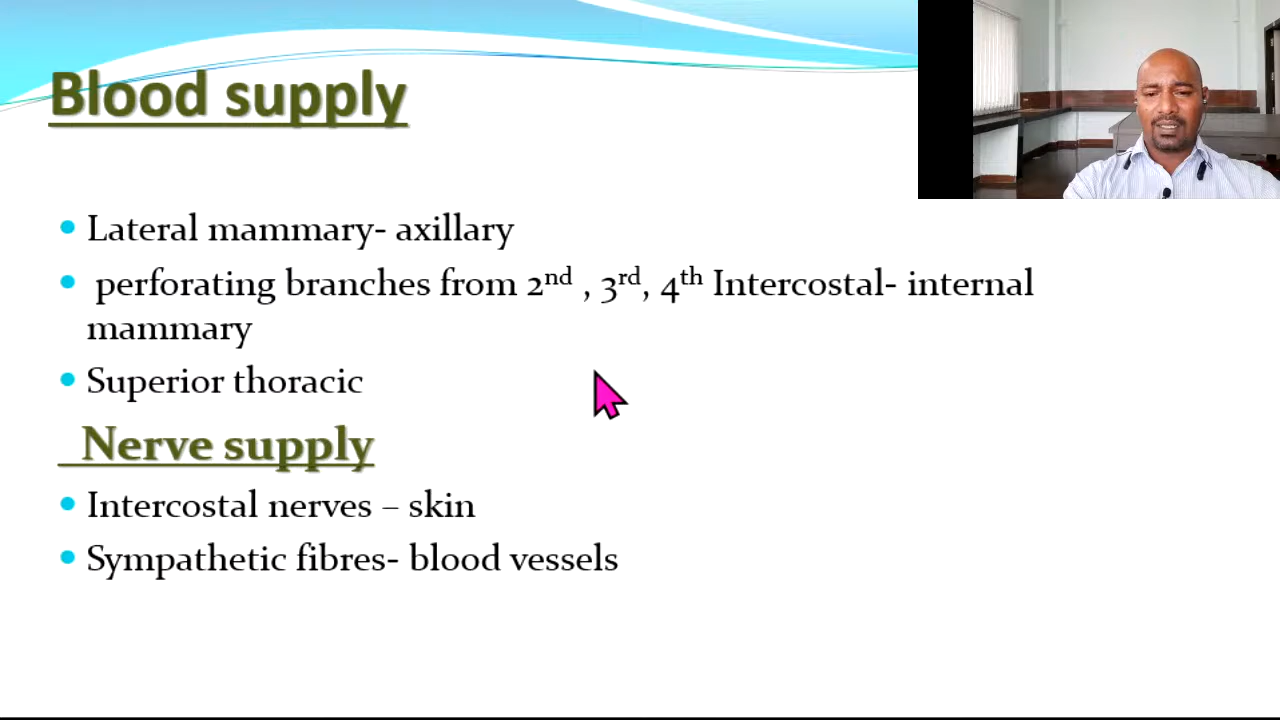 Blood supply
Lateral mammary- axillary
perforating branches from 2nd , 3rd, 4th Intercostal- internal
mammary
Superior thoracic
Nerve supply
Intercostal nerves – skin
Sympathetic fibres- blood vessels